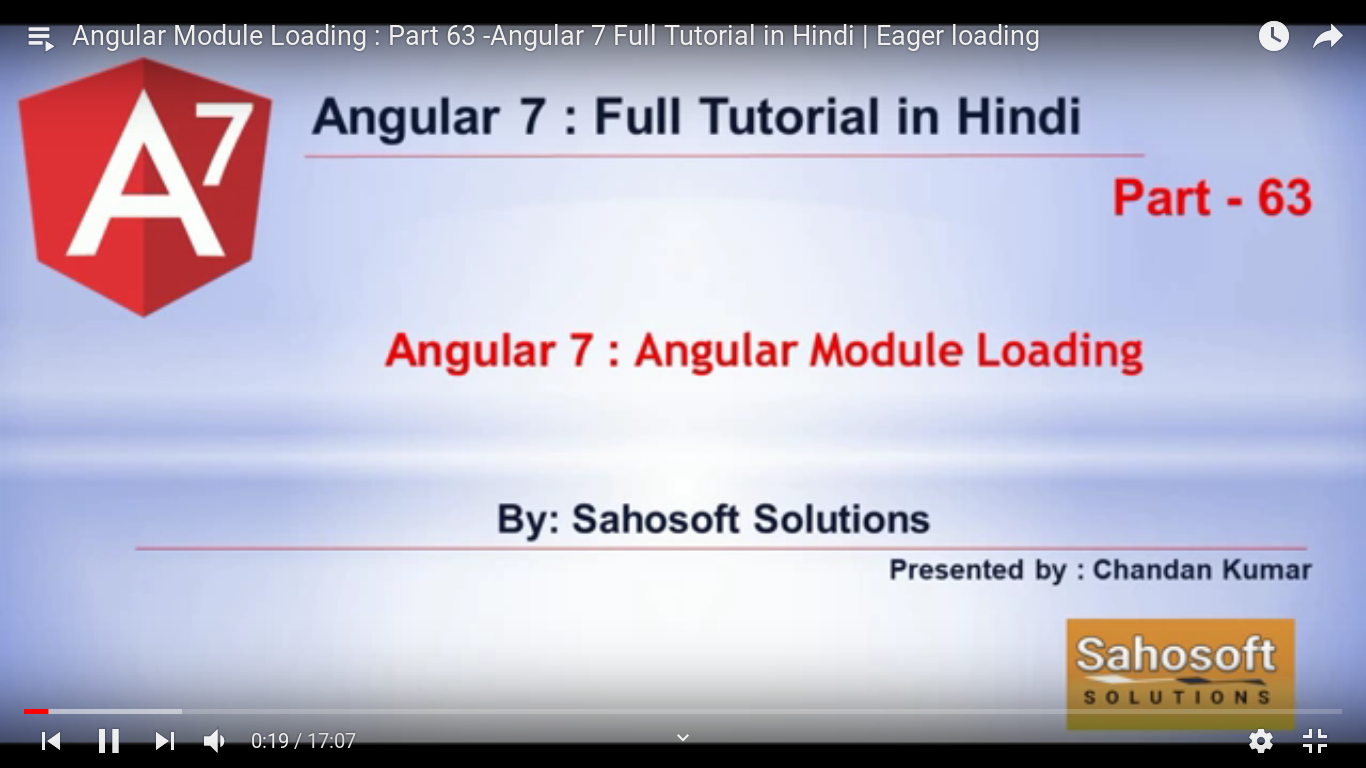 Angular Module Loading : Part 63 -Angular 7 Full Tutorial in Hindi | Eager loading
A7
Angular 7 : Full Tutorial in Hindi
Part - 63
Angular 7 : Angular Module Loading
By: Sahosoft Solutions
Presented by : Chandan Kumar
Sahosoft
SOLUTIONS
0:19 / 17:07